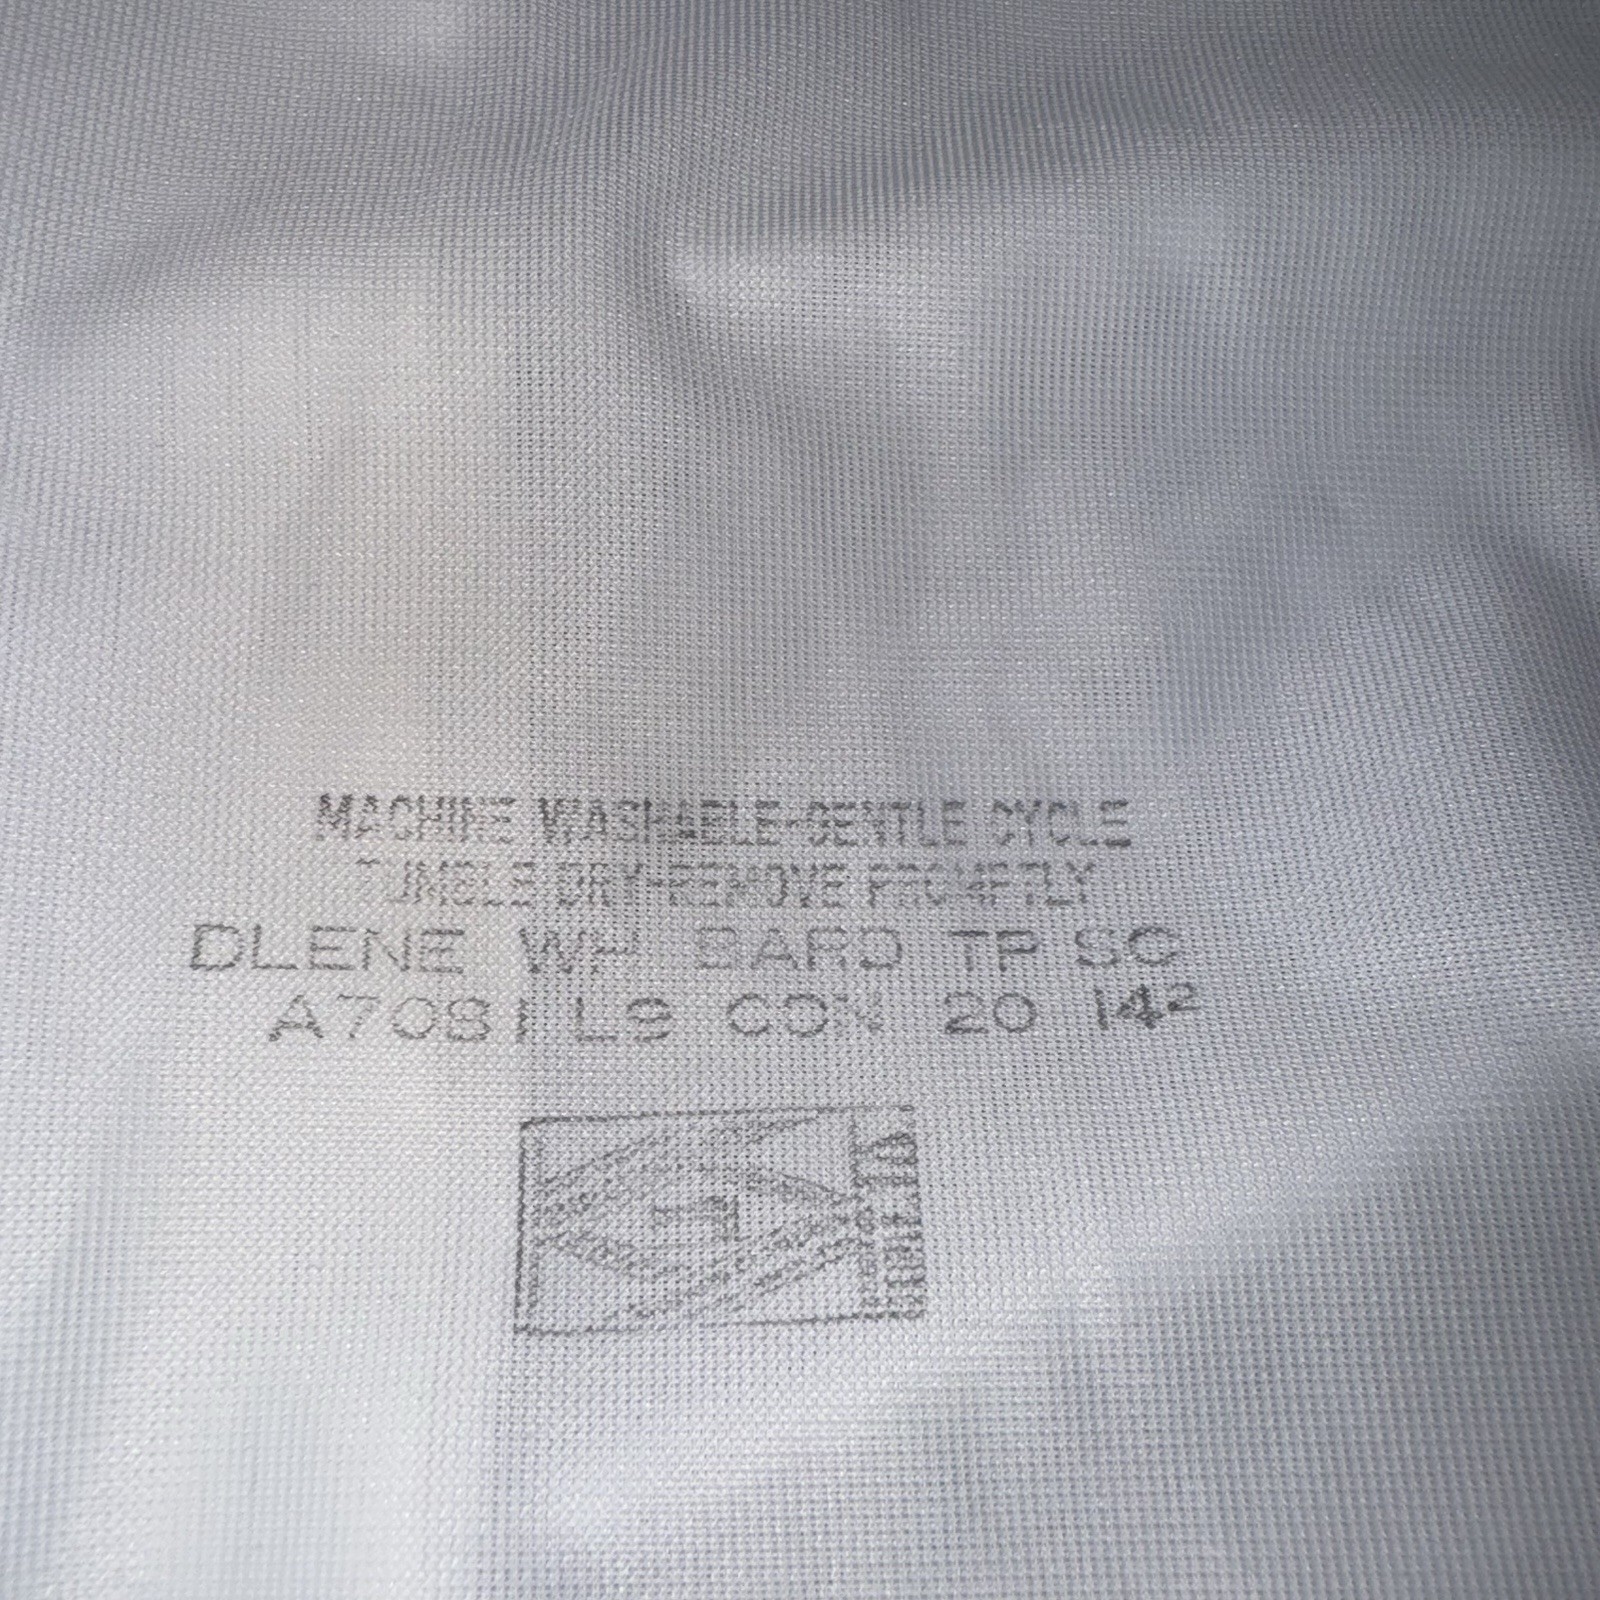 MACHINE WASHABLE-GENTLE CYCLE
TUMBLE DRY-REMOVE PROMPTLY
DLENE WH BARD TP SC
A7081 L9 CON 20 14²